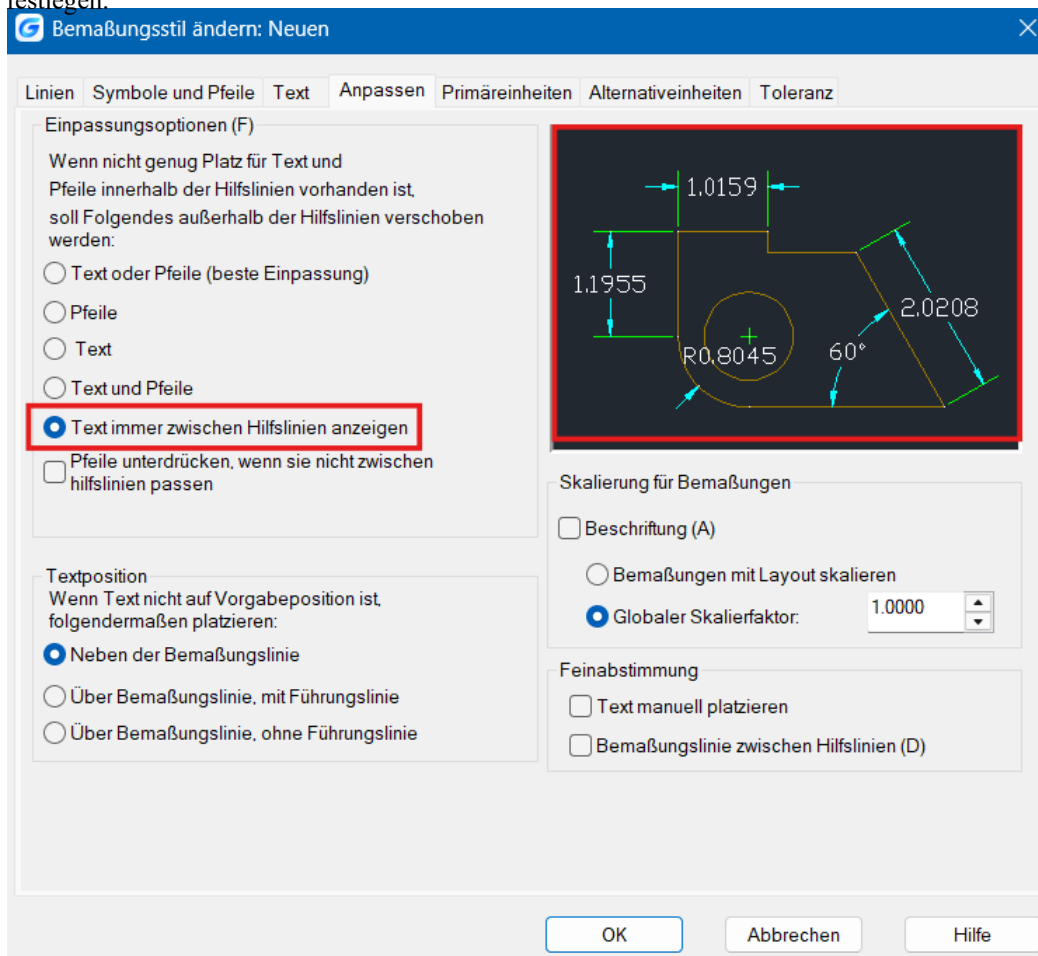 festlegen.
Bemaßungsstil ändern: Neuen
Linien Symbole und Pfeile Text Anpassen Primäreinheiten Alternativeinheiten Toleranz
Einpassungsoptionen (F)
Wenn nicht genug Platz für Text und
Pfeile innerhalb der Hilfslinien vorhanden ist,
soll Folgendes außerhalb der Hilfslinien verschoben
werden:
Text oder Pfeile (beste Einpassung)
Pfeile
Text
Text und Pfeile
Text immer zwischen Hilfslinien anzeigen
Pfeile unterdrücken, wenn sie nicht zwischen
hilfslinien passen
Textposition
Wenn Text nicht auf Vorgabeposition ist,
folgendermaßen platzieren:
Neben der Bemaßungslinie
Über Bemaßungslinie, mit Führungslinie
Über Bemaßungslinie, ohne Führungslinie
1.0159
1.1955
2.0208
R0.8045
60°
Skalierung für Bemaßungen
Beschriftung (A)
Bemaßungen mit Layout skalieren
Globaler Skalierfaktor: 1.0000
Feinabstimmung
Text manuell platzieren
Bemaßungslinie zwischen Hilfslinien (D)
OK Abbrechen Hilfe